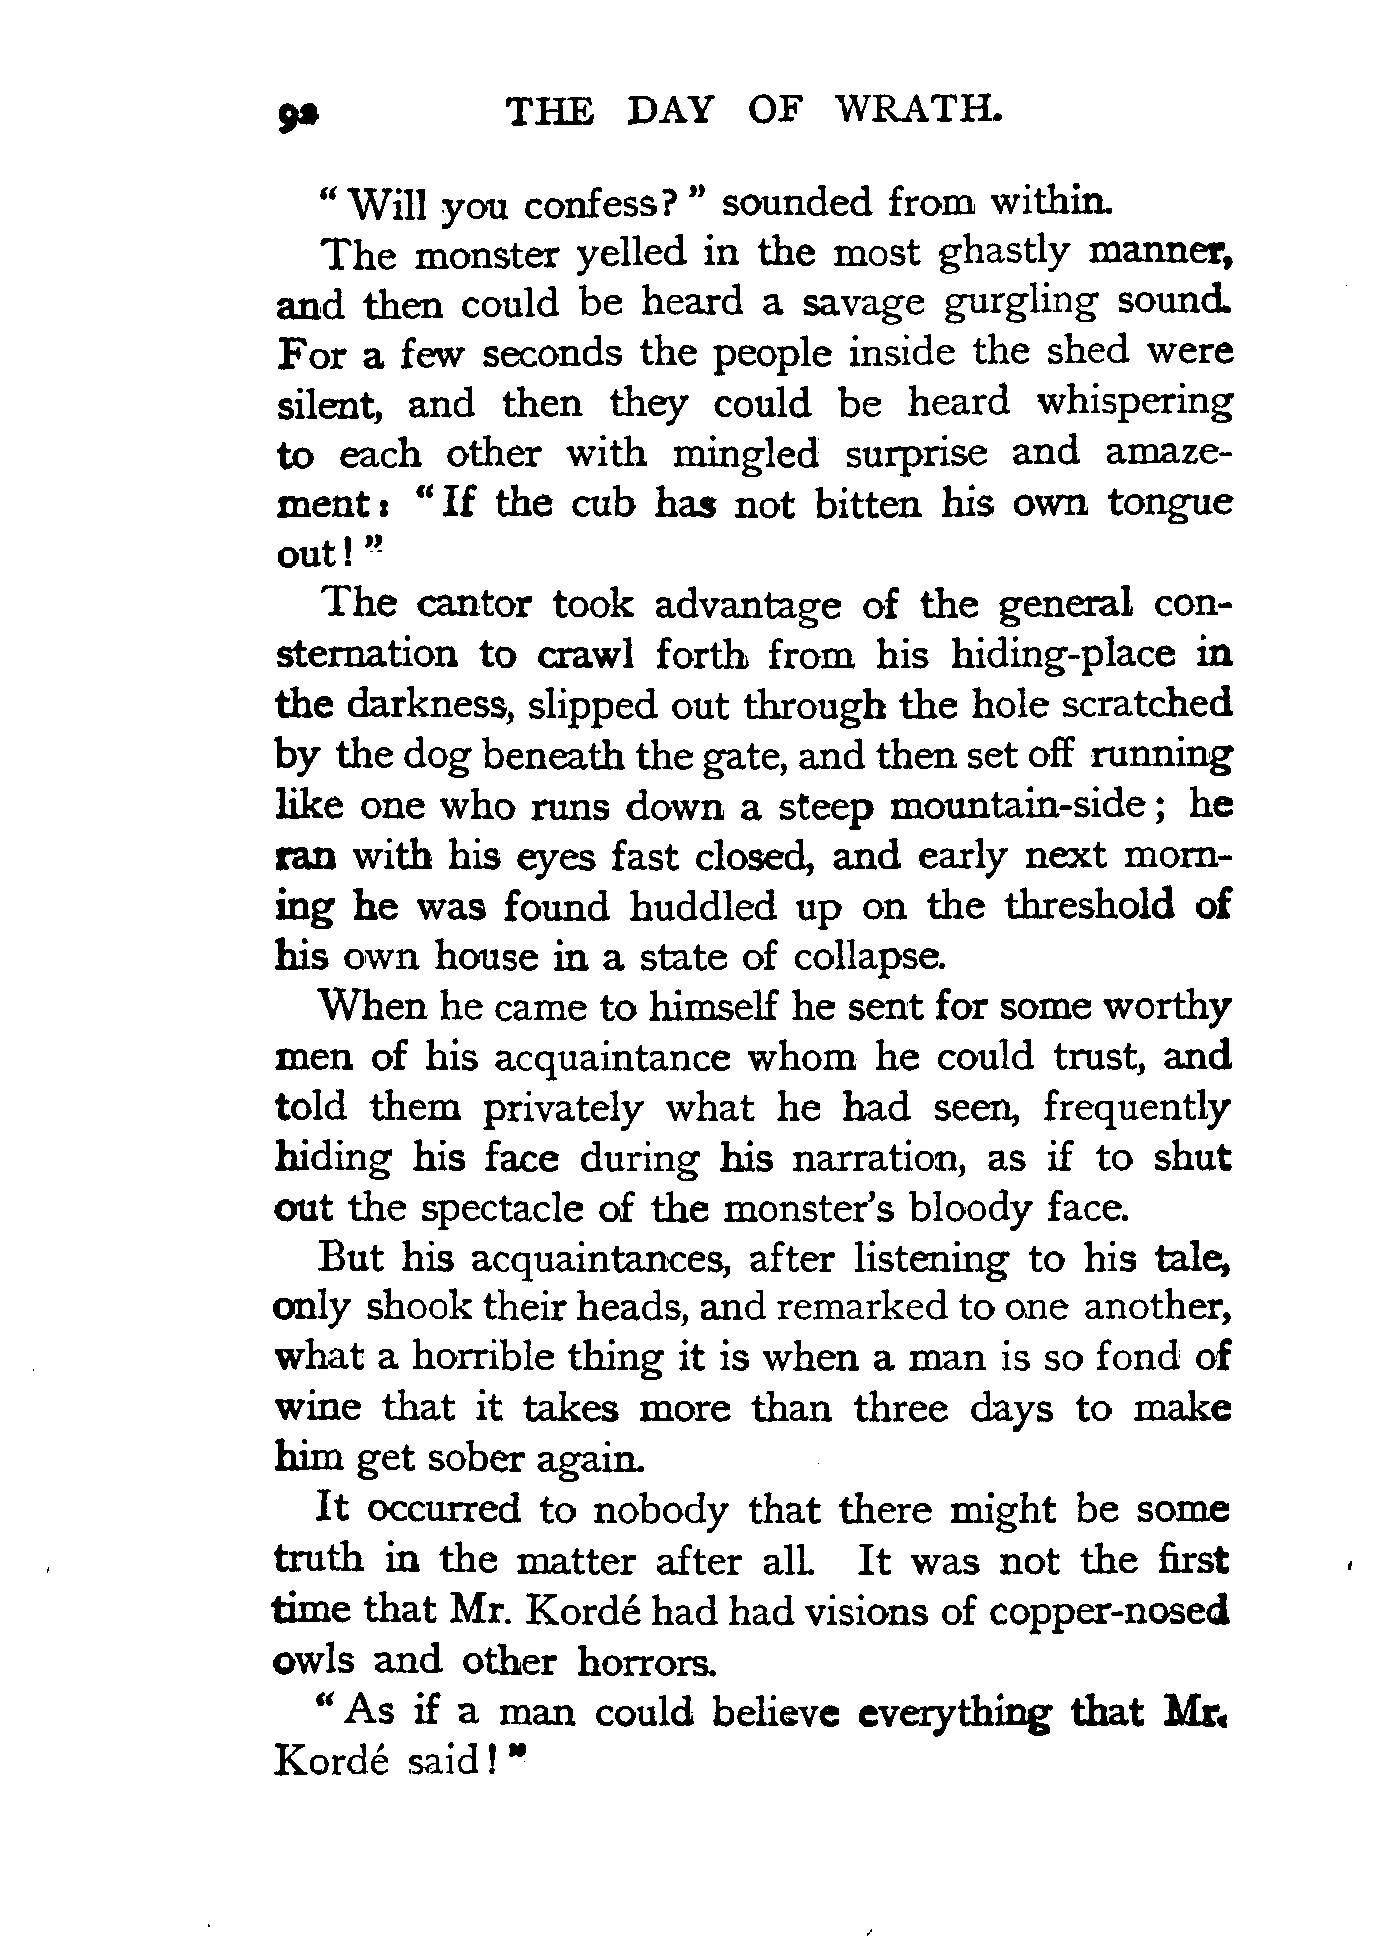 92 THE DAY OF WRATH.
“ Will you confess? ” sounded from within.
The monster yelled in the most ghastly manner,
and then could be heard a savage gurgling sound.
For a few seconds the people inside the shed were
silent, and then they could be heard whispering
to each other with mingled surprise and amaze-
ment: “ If the cub has not bitten his own tongue
out! ”
The cantor took advantage of the general con-
sternation to crawl forth from his hiding-place in
the darkness, slipped out through the hole scratched
by the dog beneath the gate, and then set off running
like one who runs down a steep mountain-side; he
ran with his eyes fast closed, and early next morn-
ing he was found huddled up on the threshold of
his own house in a state of collapse.
When he came to himself he sent for some worthy
men of his acquaintance whom he could trust, and
told them privately what he had seen, frequently
hiding his face during his narration, as if to shut
out the spectacle of the monster’s bloody face.
But his acquaintances, after listening to his tale,
only shook their heads, and remarked to one another,
what a horrible thing it is when a man is so fond of
wine that it takes more than three days to make
him get sober again.
It occurred to nobody that there might be some
truth in the matter after all. It was not the first
time that Mr. Kordé had had visions of copper-nosed
owls and other horrors.
“ As if a man could believe everything that Mr.
Kordé said! ”